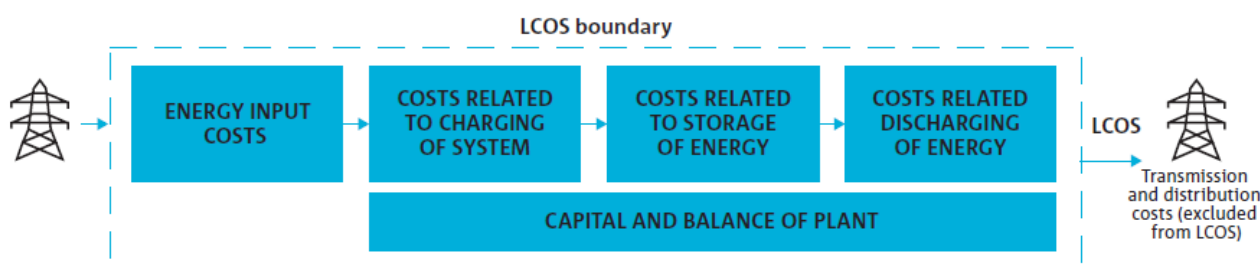 LCOS boundary
ENERGY INPUT
COSTS
COSTS RELATED
TO CHARGING
OF SYSTEM
COSTS RELATED
TO STORAGE
OF ENERGY
COSTS RELATED
DISCHARGING
OF ENERGY
CAPITAL AND BALANCE OF PLANT
LCOS
Transmission
and distribution
costs (excluded
from LCOS)